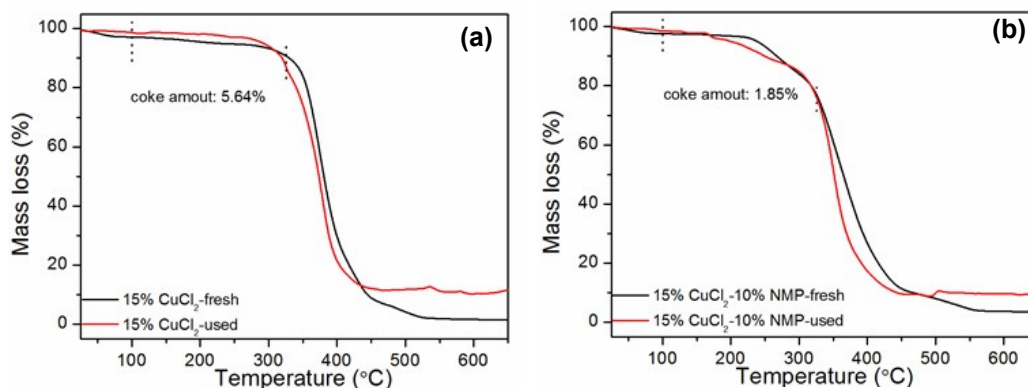 (a)
100
80
60
40
20
0
Mass loss (%)
coke amout: 5.64%
15% CuCl₂-fresh
15% CuCl₂-used
100 200 300 400 500 600
Temperature (°C)
(b)
100
80
60
40
20
0
Mass loss (%)
coke amout: 1.85%
15% CuCl₂-10% NMP-fresh
15% CuCl₂-10% NMP-used
100 200 300 400 500 600
Temperature (°C)